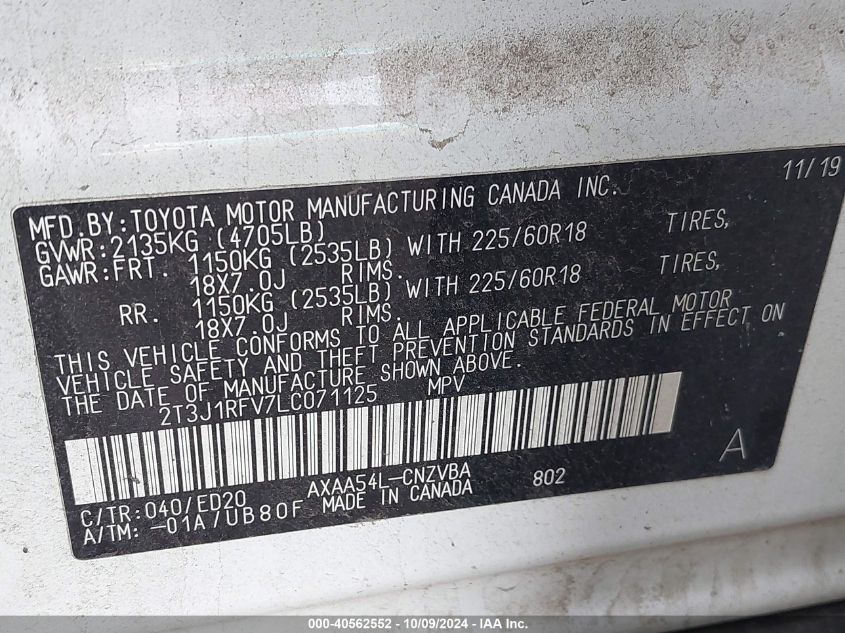 11/19
MFD.BY:TOYOTA MOTOR MANUFACTURING CANADA INC.
GVWR:2135KG (4705LB)
GAWR:FRT. 1150KG (2535LB) WITH 225/60R18 TIRES,
18X7.0J RIMS.
RR. 1150KG (2535LB) WITH 225/60R18 TIRES,
18X7.0J RIMS.
THIS VEHICLE CONFORMS TO ALL APPLICABLE FEDERAL MOTOR
VEHICLE SAFETY AND THEFT PREVENTION STANDARDS IN EFFECT ON
THE DATE OF MANUFACTURE SHOWN ABOVE.
2T3J1RFV7LC071125 MPV
A
AXAA54L-CNZVBA 802
C/TR:040/ED20 MADE IN CANADA
A/TM:-01A/UB80F
000-40562552 - 10/09/2024 - IAA Inc.